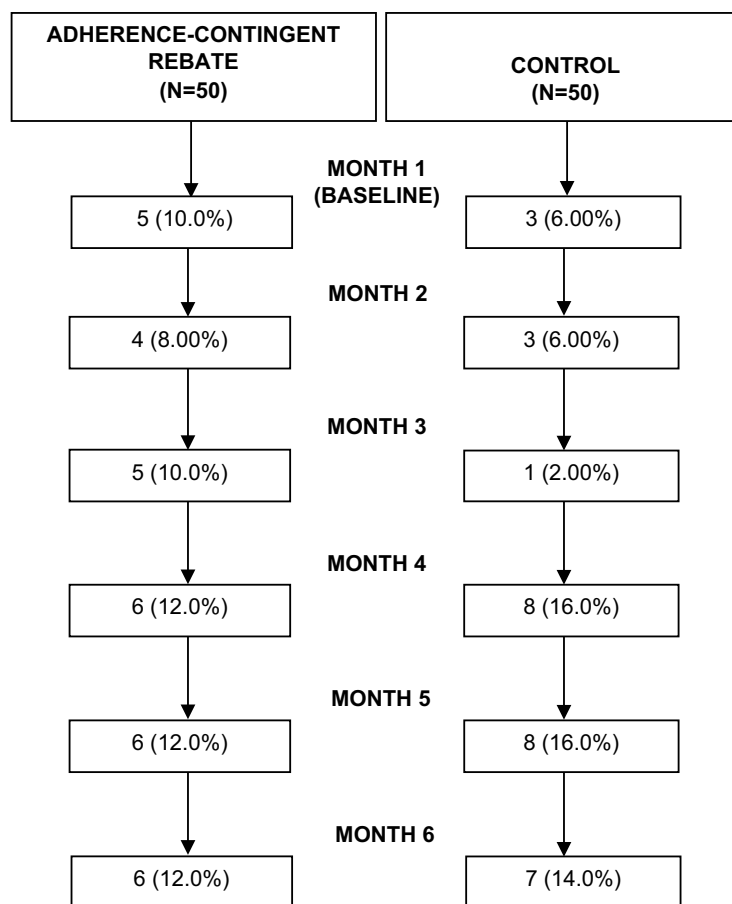 ADHERENCE-CONTINGENT
REBATE
(N=50)
CONTROL
(N=50)
MONTH 1
(BASELINE)
5 (10.0%)
3 (6.00%)
MONTH 2
4 (8.00%)
3 (6.00%)
MONTH 3
5 (10.0%)
1 (2.00%)
MONTH 4
6 (12.0%)
8 (16.0%)
MONTH 5
6 (12.0%)
8 (16.0%)
MONTH 6
6 (12.0%)
7 (14.0%)